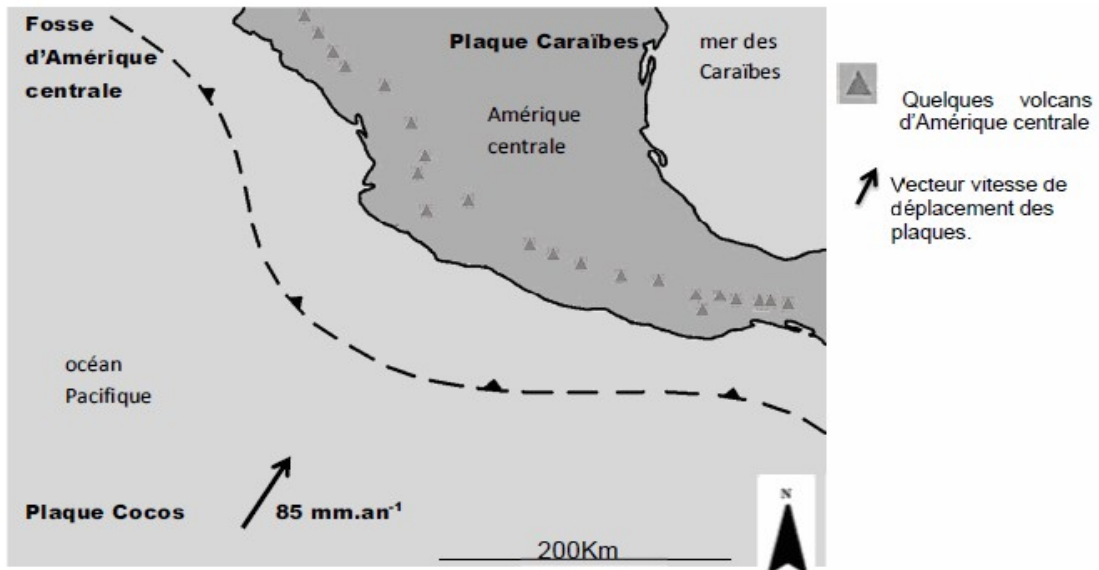 Fosse
d’Amérique
centrale
Plaque Caraïbes
mer des
Caraïbes
Amérique
centrale
Quelques volcans
d’Amérique centrale
Vecteur vitesse de
déplacement des
plaques.
océan
Pacifique
Plaque Cocos
85 mm.an⁻¹
200Km
N